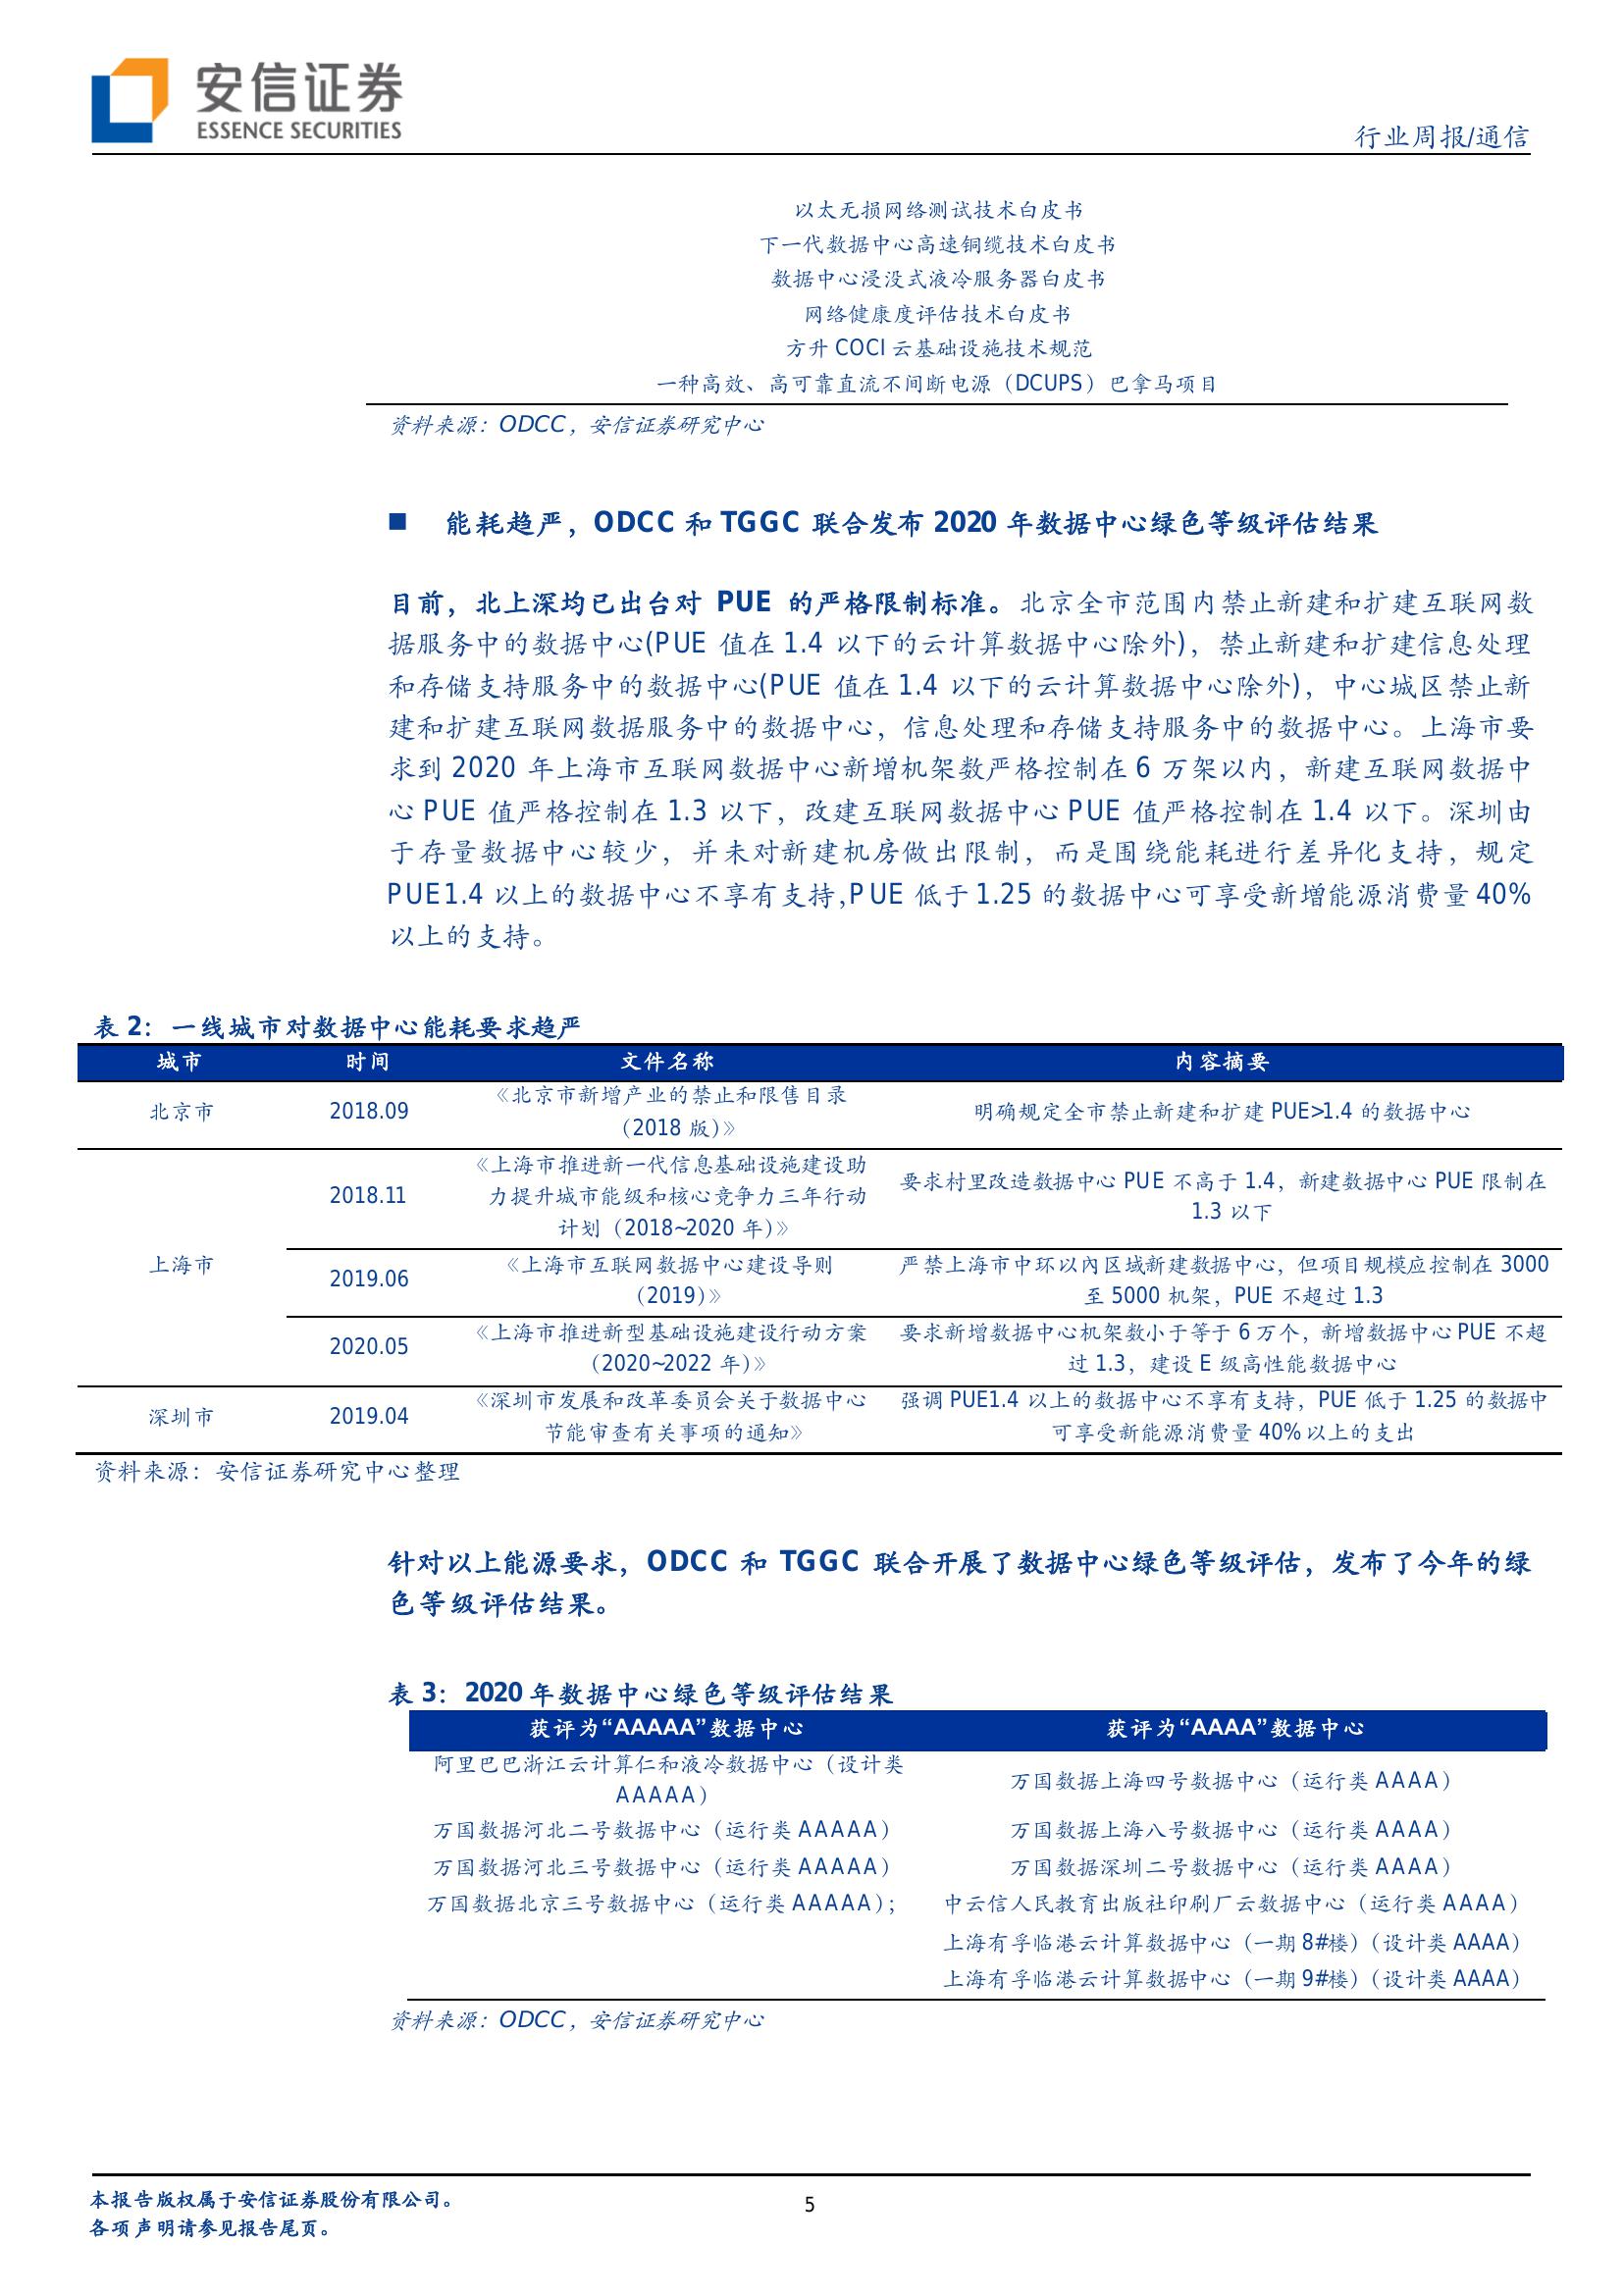 安信证券
ESSENCE SECURITIES
行业周报/通信
以太无损网络测试技术白皮书
下一代数据中心高速铜缆技术白皮书
数据中心浸没式液冷服务器白皮书
网络健康度评估技术白皮书
方升 COCI 云基础设施技术规范
一种高效、高可靠直流不间断电源（DCUPS）巴拿马项目
资料来源：ODCC，安信证券研究中心
■ 能耗趋严，ODCC 和 TGGC 联合发布 2020 年数据中心绿色等级评估结果
目前，北上深均已出台对 PUE 的严格限制标准。北京全市范围内禁止新建和扩建互联网数
据服务中的数据中心(PUE 值在 1.4 以下的云计算数据中心除外)，禁止新建和扩建信息处理
和存储支持服务中的数据中心(PUE 值在 1.4 以下的云计算数据中心除外)，中心城区禁止新
建和扩建互联网数据服务中的数据中心，信息处理和存储支持服务中的数据中心。上海市要
求到 2020 年上海市互联网数据中心新增机架数严格控制在 6 万架以内，新建互联网数据中
心 PUE 值严格控制在 1.3 以下，改建互联网数据中心 PUE 值严格控制在 1.4 以下。深圳由
于存量数据中心较少，并未对新建机房做出限制，而是围绕能耗进行差异化支持，规定
PUE1.4 以上的数据中心不享有支持,PUE 低于 1.25 的数据中心可享受新增能源消费量 40%
以上的支持。
表 2：一线城市对数据中心能耗要求趋严
城市 时间 文件名称 内容摘要
北京市 2018.09 《北京市新增产业的禁止和限售目录 明确规定全市禁止新建和扩建 PUE>1.4 的数据中心
（2018 版)》
上海市
2018.11 《上海市推进新一代信息基础设施建设助 要求村里改造数据中心 PUE 不高于 1.4，新建数据中心 PUE 限制在
力提升城市能级和核心竞争力三年行动 1.3 以下
计划（2018~2020 年)》
2019.06 《上海市互联网数据中心建设导则 严禁上海市中环以内区域新建数据中心，但项目规模应控制在 3000
（2019)》 至 5000 机架，PUE 不超过 1.3
2020.05 《上海市推进新型基础设施建设行动方案 要求新增数据中心机架数小于等于 6 万个，新增数据中心 PUE 不超
（2020~2022 年)》 过 1.3，建设 E 级高性能数据中心
深圳市 2019.04 《深圳市发展和改革委员会关于数据中心 强调 PUE1.4 以上的数据中心不享有支持，PUE 低于 1.25 的数据中
节能审查有关事项的通知》 可享受新能源消费量 40%以上的支出
资料来源：安信证券研究中心整理
针对以上能源要求，ODCC 和 TGGC 联合开展了数据中心绿色等级评估，发布了今年的绿
色等级评估结果。
表 3：2020 年数据中心绿色等级评估结果
获评为“AAAAA”数据中心 获评为“AAAA”数据中心
阿里巴巴浙江云计算仁和液冷数据中心（设计类 万国数据上海四号数据中心（运行类 AAAA）
AAAAA）
万国数据河北二号数据中心（运行类 AAAAA） 万国数据上海八号数据中心（运行类 AAAA）
万国数据河北三号数据中心（运行类 AAAAA） 万国数据深圳二号数据中心（运行类 AAAA）
万国数据北京三号数据中心（运行类 AAAAA）； 中云信人民教育出版社印刷厂云数据中心（运行类 AAAA）
上海有孚临港云计算数据中心（一期 8#楼）（设计类 AAAA）
上海有孚临港云计算数据中心（一期 9#楼）（设计类 AAAA）
资料来源：ODCC，安信证券研究中心
本报告版权属于安信证券股份有限公司。
各项声明请参见报告尾页。
5